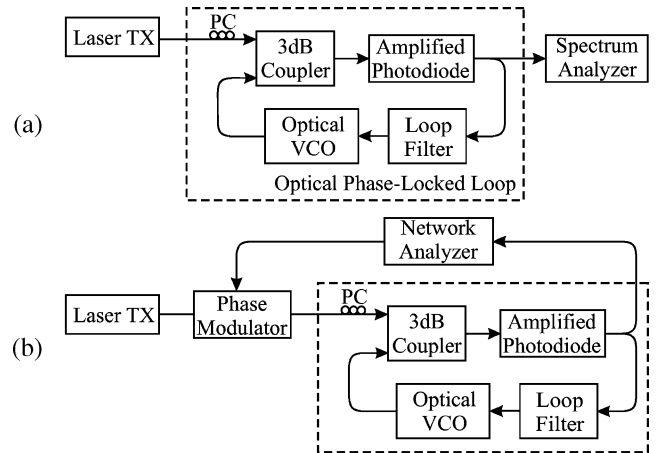 (a)
Laser TX
PC
3dB
Coupler
Amplified
Photodiode
Spectrum
Analyzer
Optical
VCO
Loop
Filter
Optical Phase-Locked Loop
(b)
Network
Analyzer
Laser TX
Phase
Modulator
PC
3dB
Coupler
Amplified
Photodiode
Optical
VCO
Loop
Filter